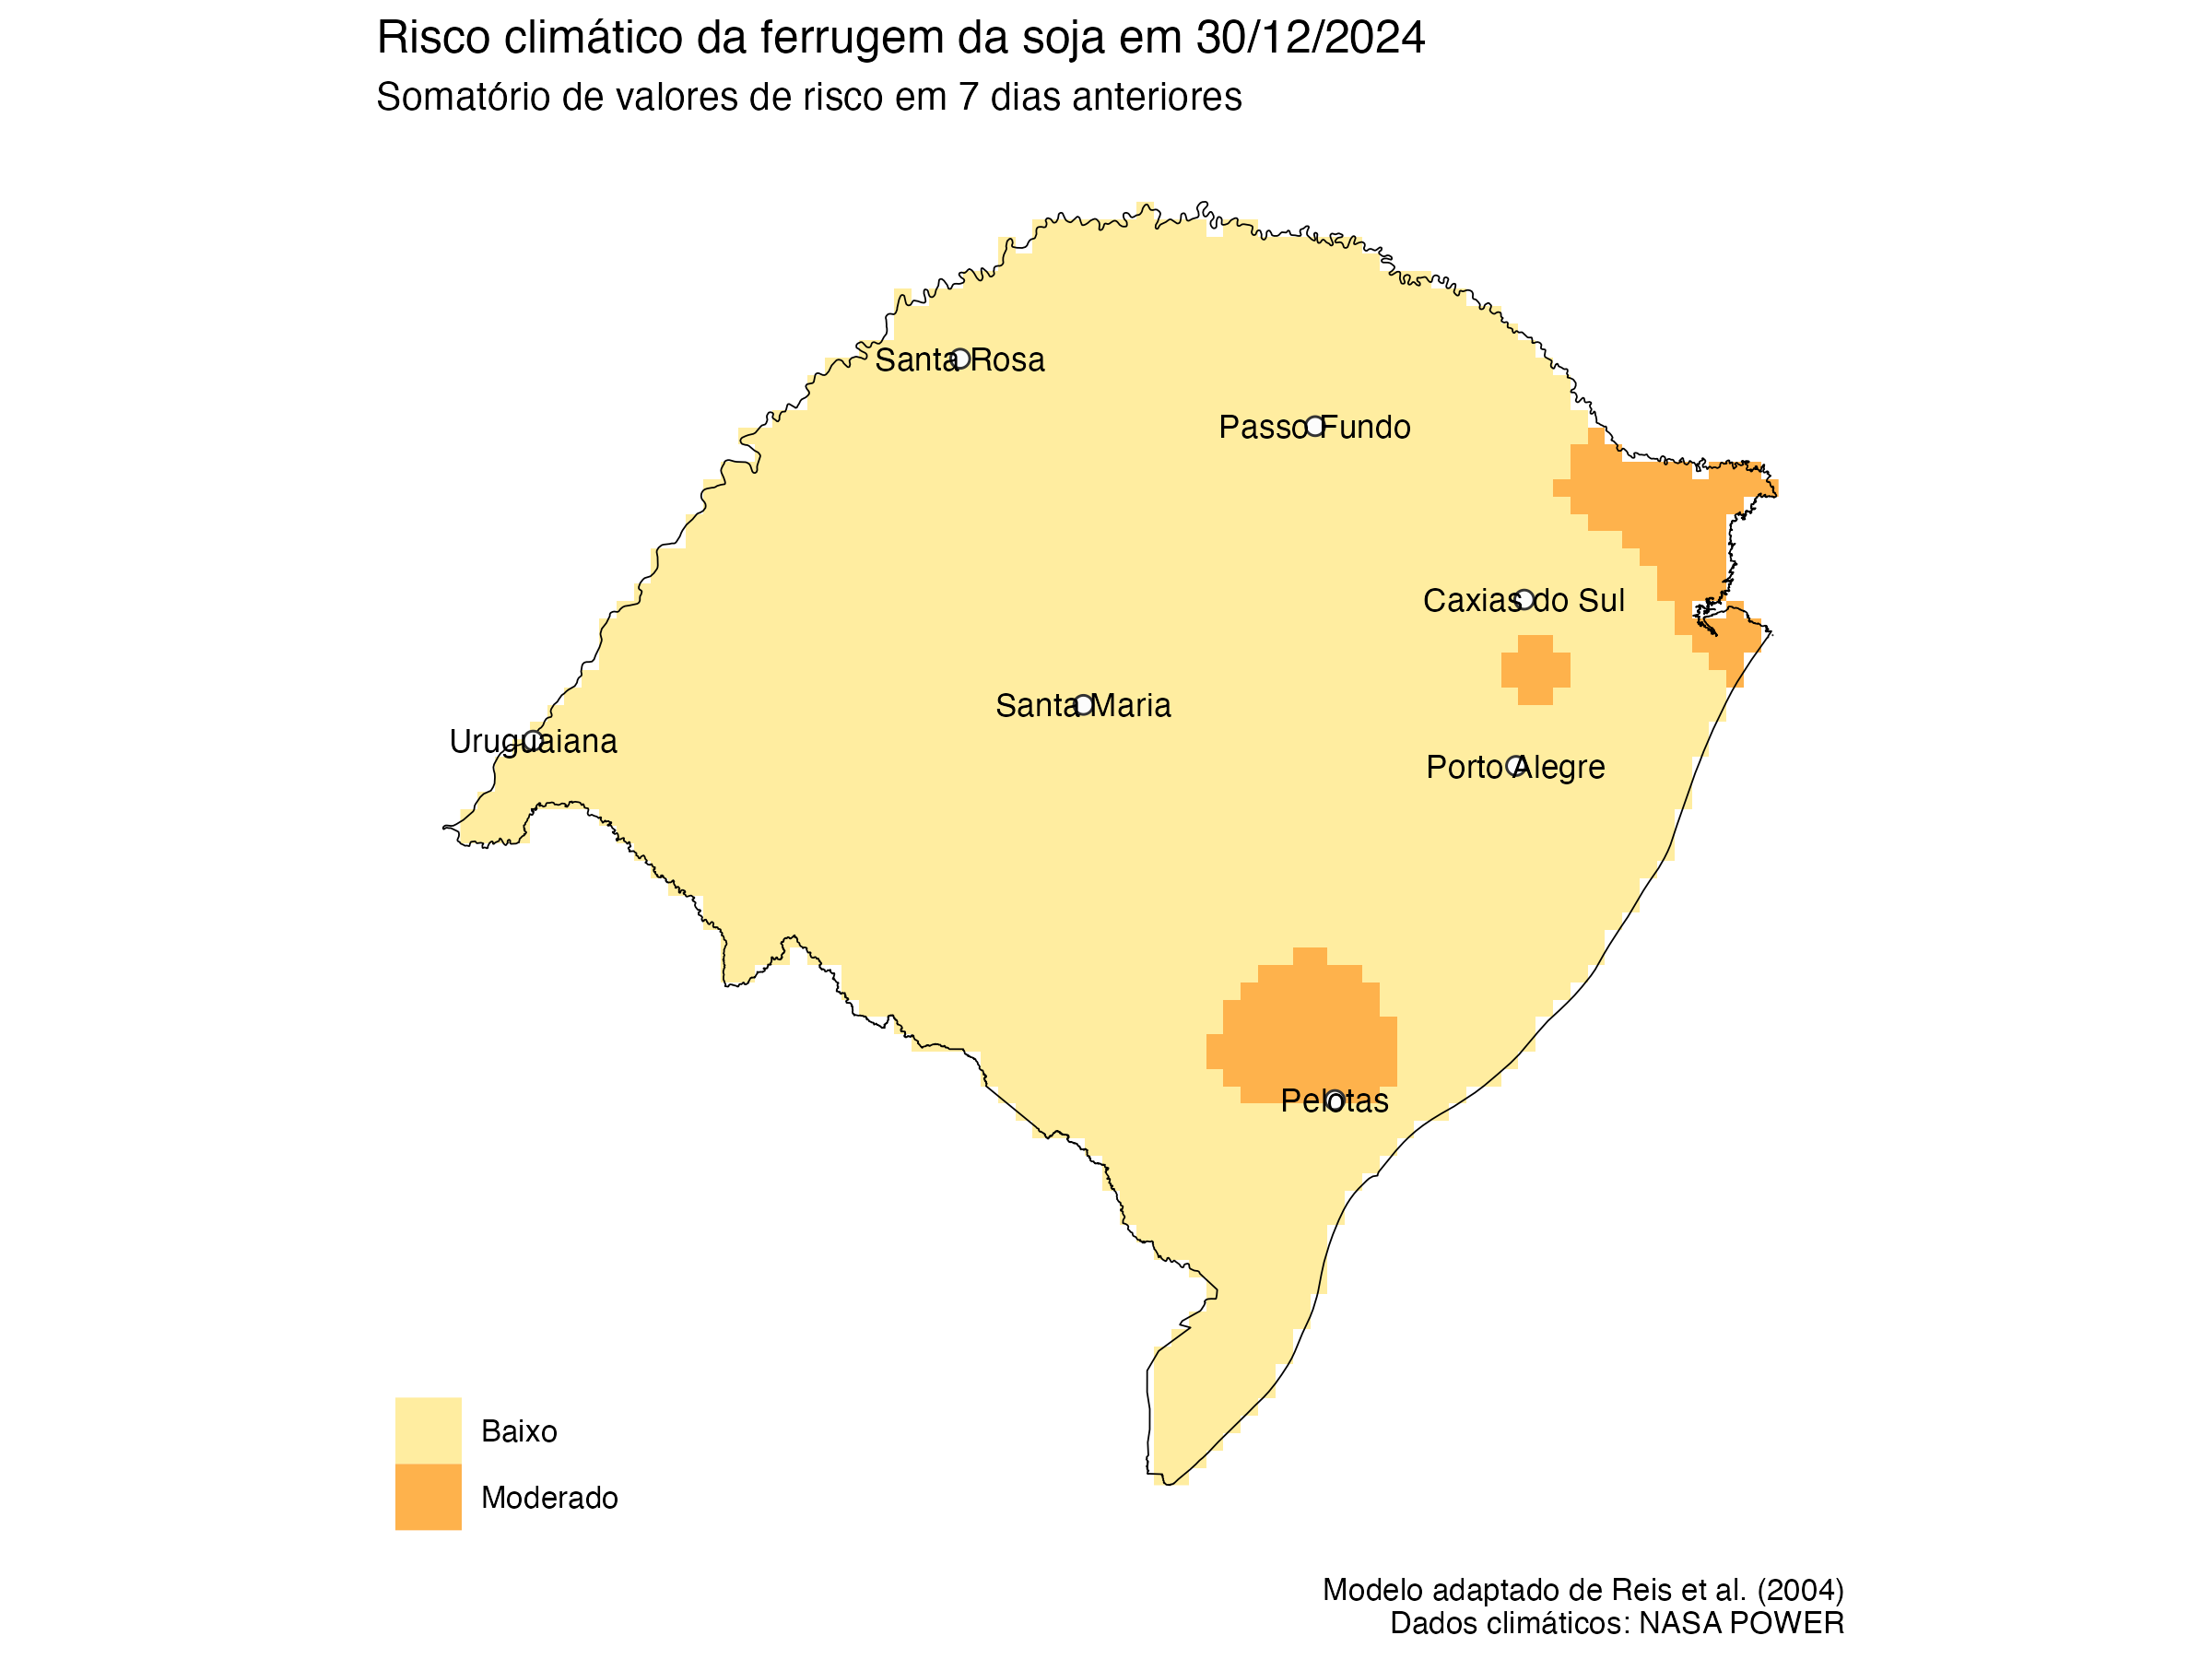 Risco climático da ferrugem da soja em 30/12/2024
Somatório de valores de risco em 7 dias anteriores
Santa Rosa
Passo Fundo
Caxias do Sul
Santa Maria
Uruguaiana
Porto Alegre
Pelotas
Baixo
Moderado
Modelo adaptado de Reis et al. (2004)
Dados climáticos: NASA POWER